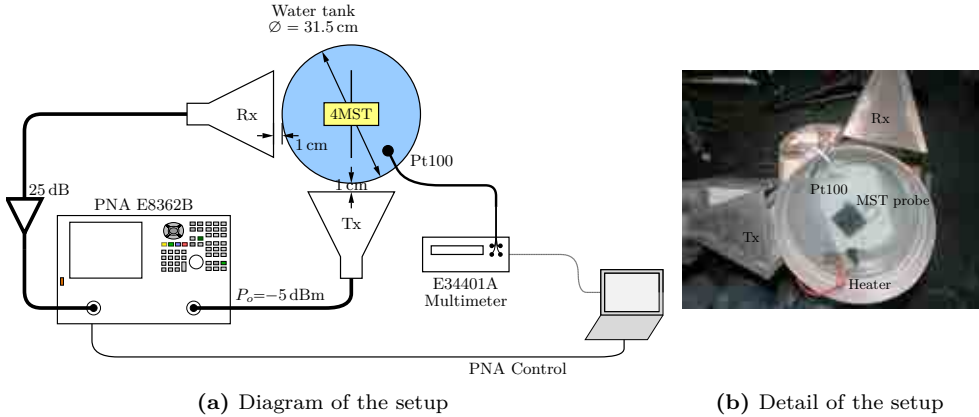 Water tank
∅ = 31.5 cm
Rx
4MST
1 cm
Pt100
1 cm
25 dB
PNA E8362B
Tx
Pₒ=−5 dBm
E34401A
Multimeter
PNA Control
(a) Diagram of the setup
Rx
Pt100
MST probe
Tx
Heater
(b) Detail of the setup